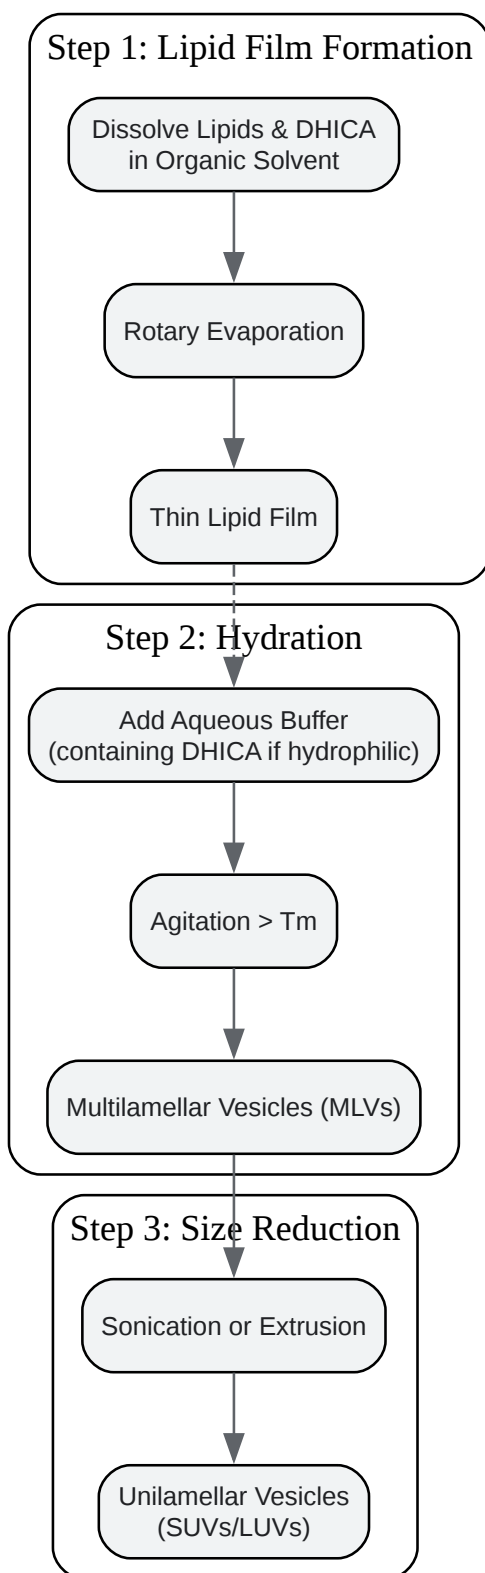 Step 1: Lipid Film Formation
Dissolve Lipids & DHICA
in Organic Solvent
Rotary Evaporation
Thin Lipid Film
Step 2: Hydration
Add Aqueous Buffer
(containing DHICA if hydrophilic)
Agitation > Tm
Multilamellar Vesicles (MLVs)
Step 3: Size Reduction
Sonication or Extrusion
Unilamellar Vesicles
(SUVs/LUVs)